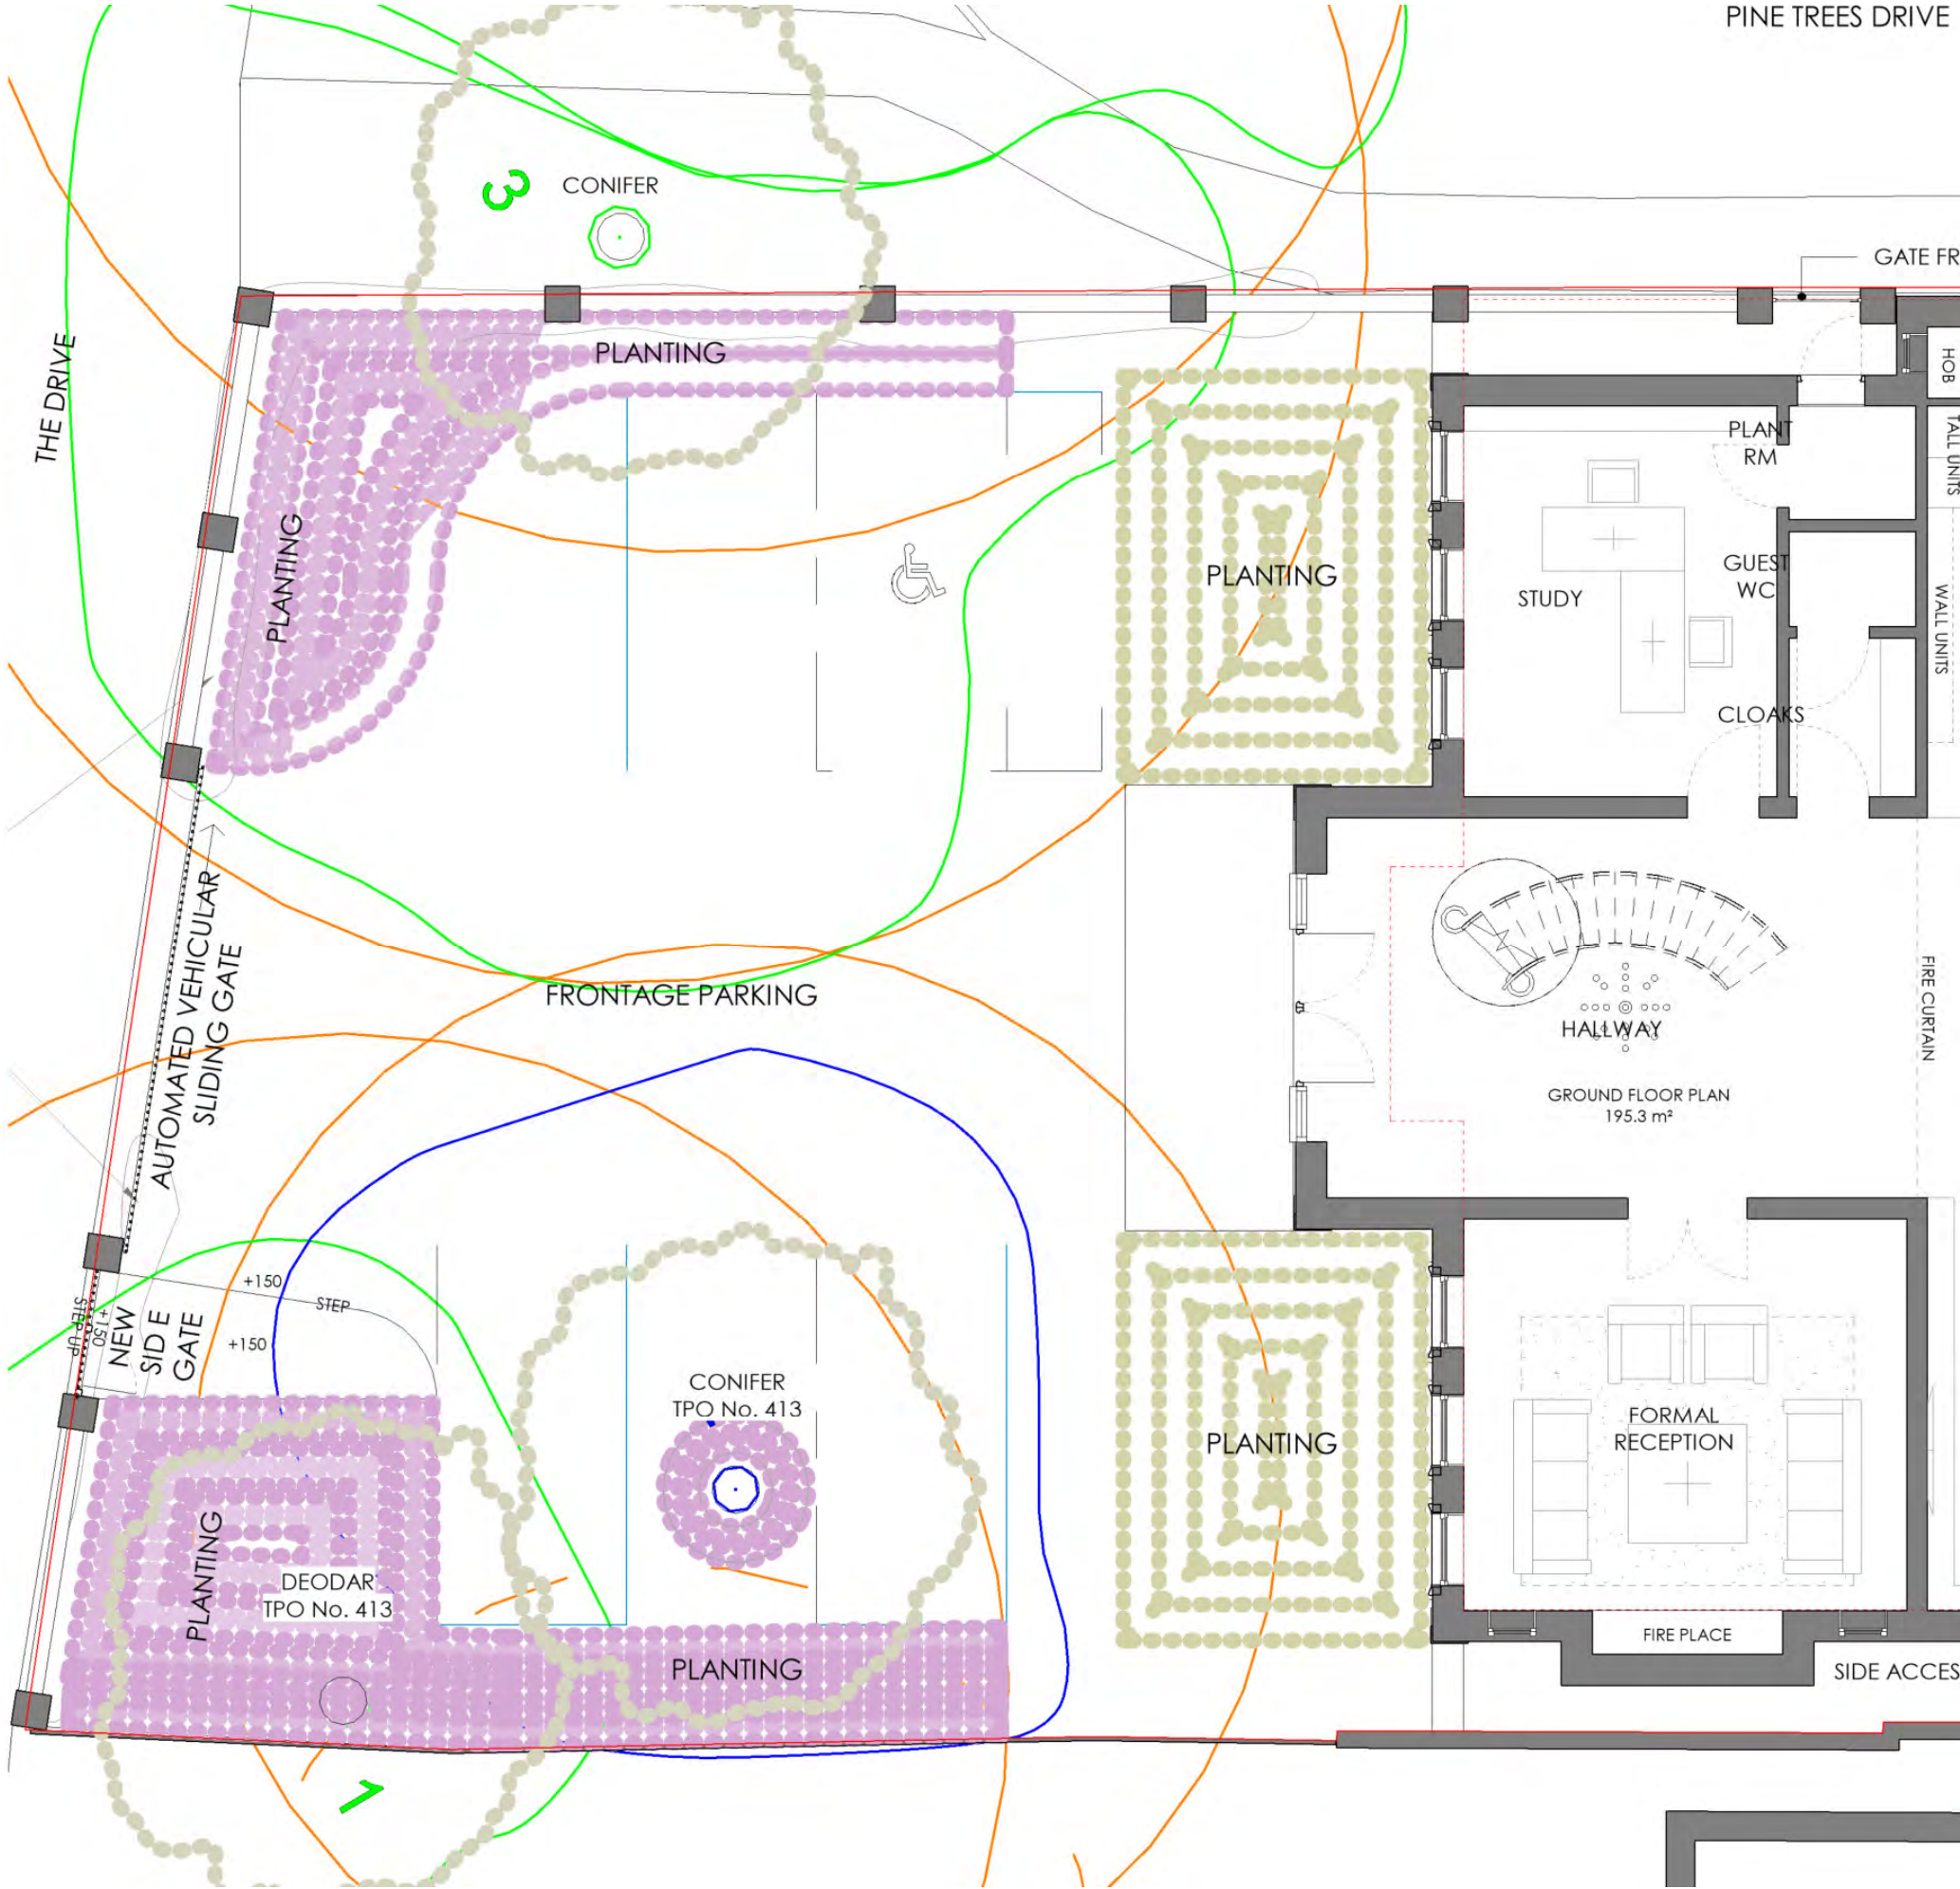 PINE TREES DRIVE
3
CONIFER
GATE FR
THE DRIVE
PLANTING
HOB
PLANT
RM
TALL UNITS
PLANTING
PLANTING
STUDY
GUEST
WC
WALL UNITS
CLOAKS
AUTOMATED VEHICULAR
SLIDING GATE
FRONTAGE PARKING
HALLWAY
FIRE CURTAIN
GROUND FLOOR PLAN
195.3 m²
+150
STEP
+150
STEP UP
+150
NEW
SIDE
GATE
CONIFER
TPO No. 413
PLANTING
FORMAL
RECEPTION
PLANTING
DEODAR
TPO No. 413
FIRE PLACE
PLANTING
SIDE ACCES
1